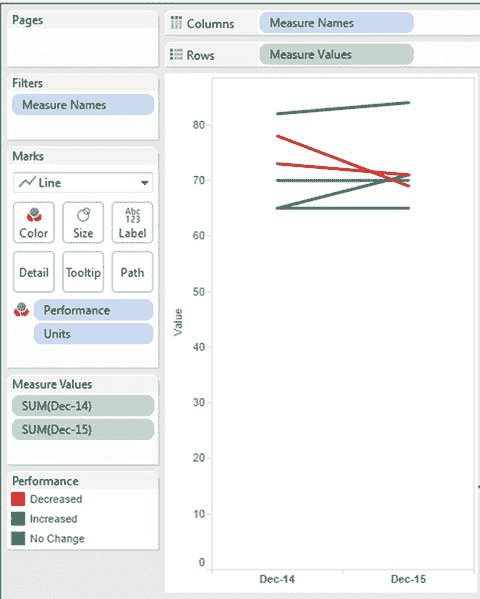 Pages
Columns
Measure Names
Rows
Measure Values
Filters
Measure Names
Marks
Line
Color
Size
Abc
123
Label
Detail
Tooltip
Path
Performance
Units
Measure Values
SUM(Dec-14)
SUM(Dec-15)
Performance
Decreased
Increased
No Change
80
70
60
50
40
30
20
10
0
Value
Dec-14
Dec-15